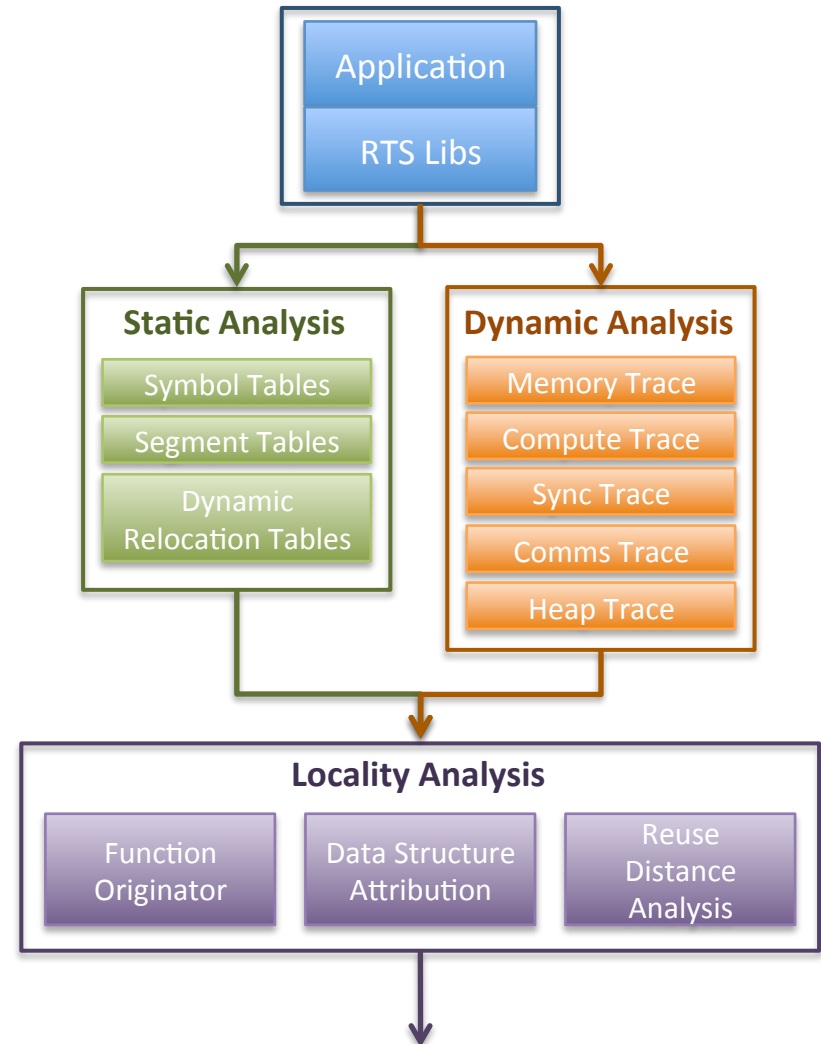 Application
RTS Libs
Static Analysis
Symbol Tables
Segment Tables
Dynamic
Relocation Tables
Dynamic Analysis
Memory Trace
Compute Trace
Sync Trace
Comms Trace
Heap Trace
Locality Analysis
Function
Originator
Data Structure
Attribution
Reuse
Distance
Analysis